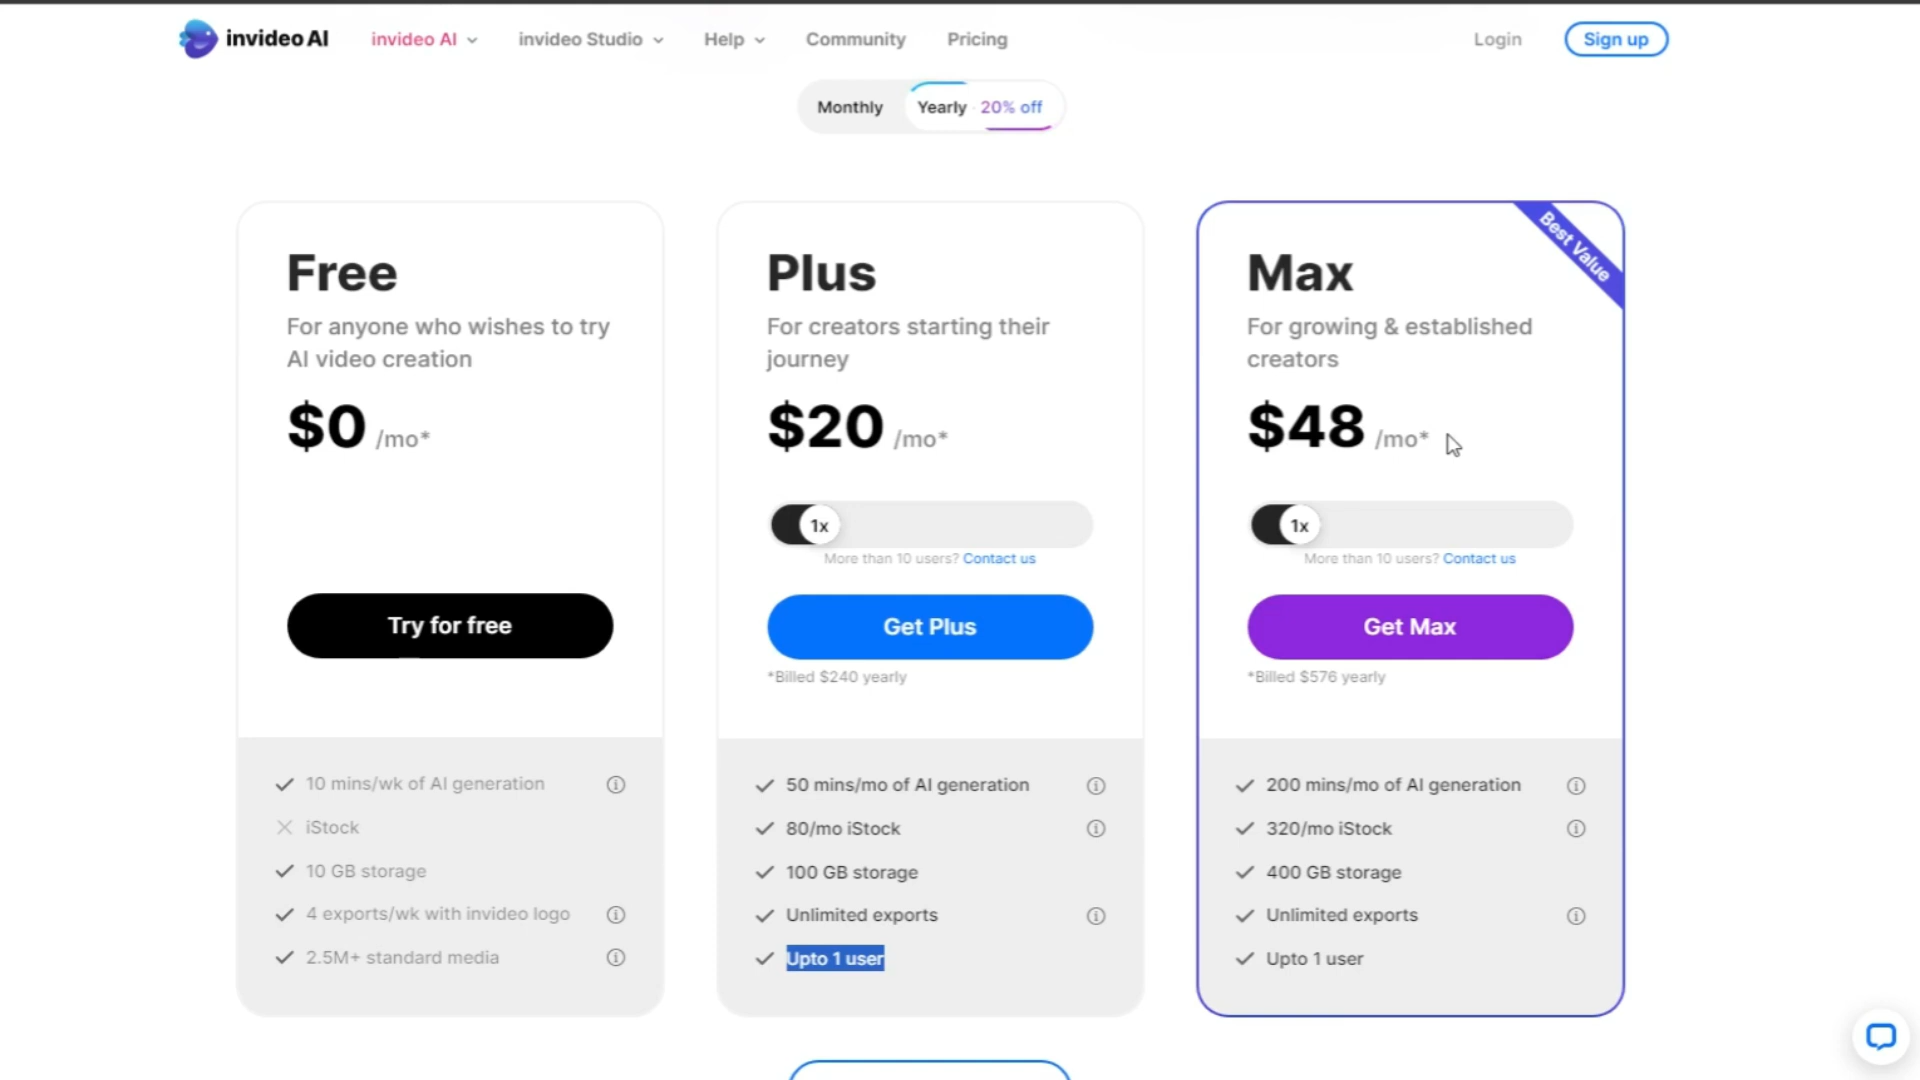 invideo AI
invideo AI
invideo Studio
Help
Community
Pricing
Login
Sign up
Monthly
Yearly · 20% off
Free
For anyone who wishes to try
AI video creation
$0 /mo*
Try for free
10 mins/wk of AI generation
iStock
10 GB storage
4 exports/wk with invideo logo
2.5M+ standard media
Plus
For creators starting their
journey
$20 /mo*
1x
More than 10 users? Contact us
Get Plus
*Billed $240 yearly
50 mins/mo of AI generation
80/mo iStock
100 GB storage
Unlimited exports
Upto 1 user
Best Value
Max
For growing & established
creators
$48 /mo*
1x
More than 10 users? Contact us
Get Max
*Billed $576 yearly
200 mins/mo of AI generation
320/mo iStock
400 GB storage
Unlimited exports
Upto 1 user